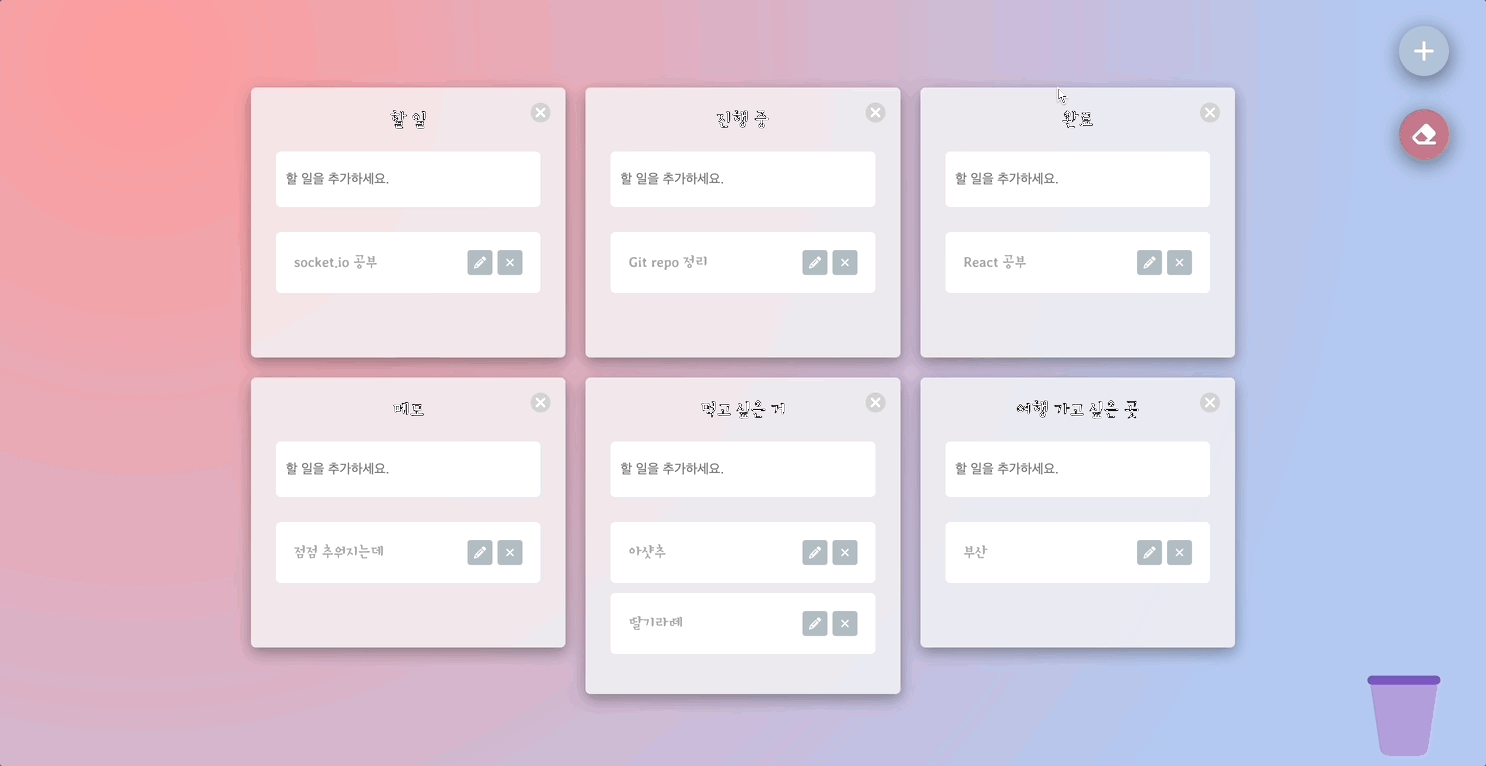 할 일
할 일을 추가하세요.
socket.io 공부
진행 중
할 일을 추가하세요.
Git repo 정리
완료
할 일을 추가하세요.
React 공부
메모
할 일을 추가하세요.
점점 추워지는데
먹고 싶은 거
할 일을 추가하세요.
아샷추
딸기라떼
여행 가고 싶은 곳
할 일을 추가하세요.
부산